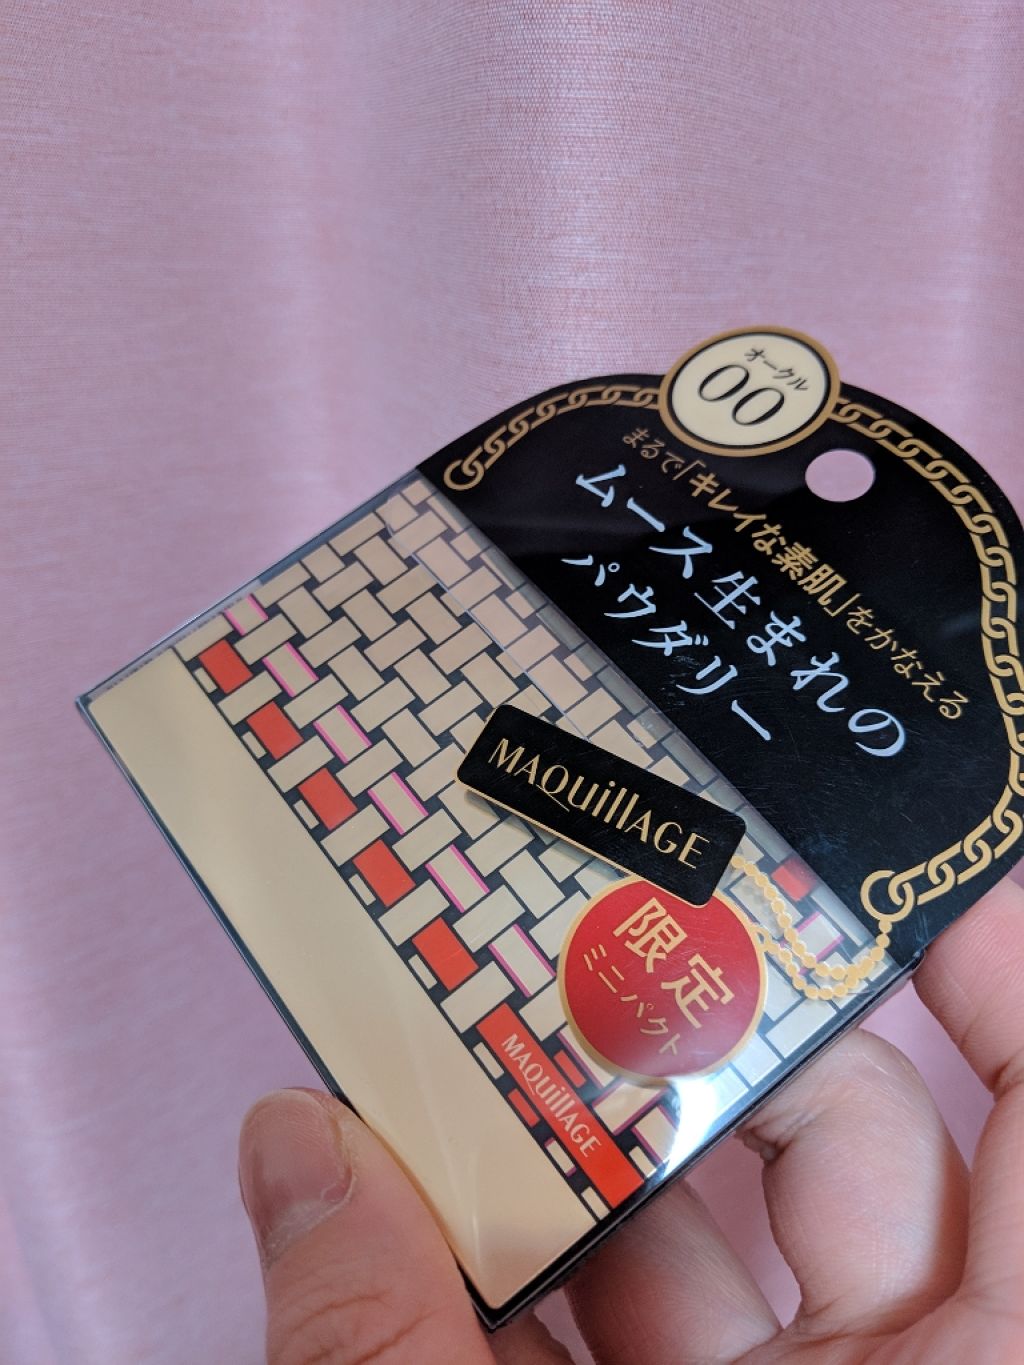 オークル
00
まるで「キレイな素肌」をかなえる
ムース生まれの
パウダリー
MAQuillAGE
限定
ミニパクト
MAQuillAGE